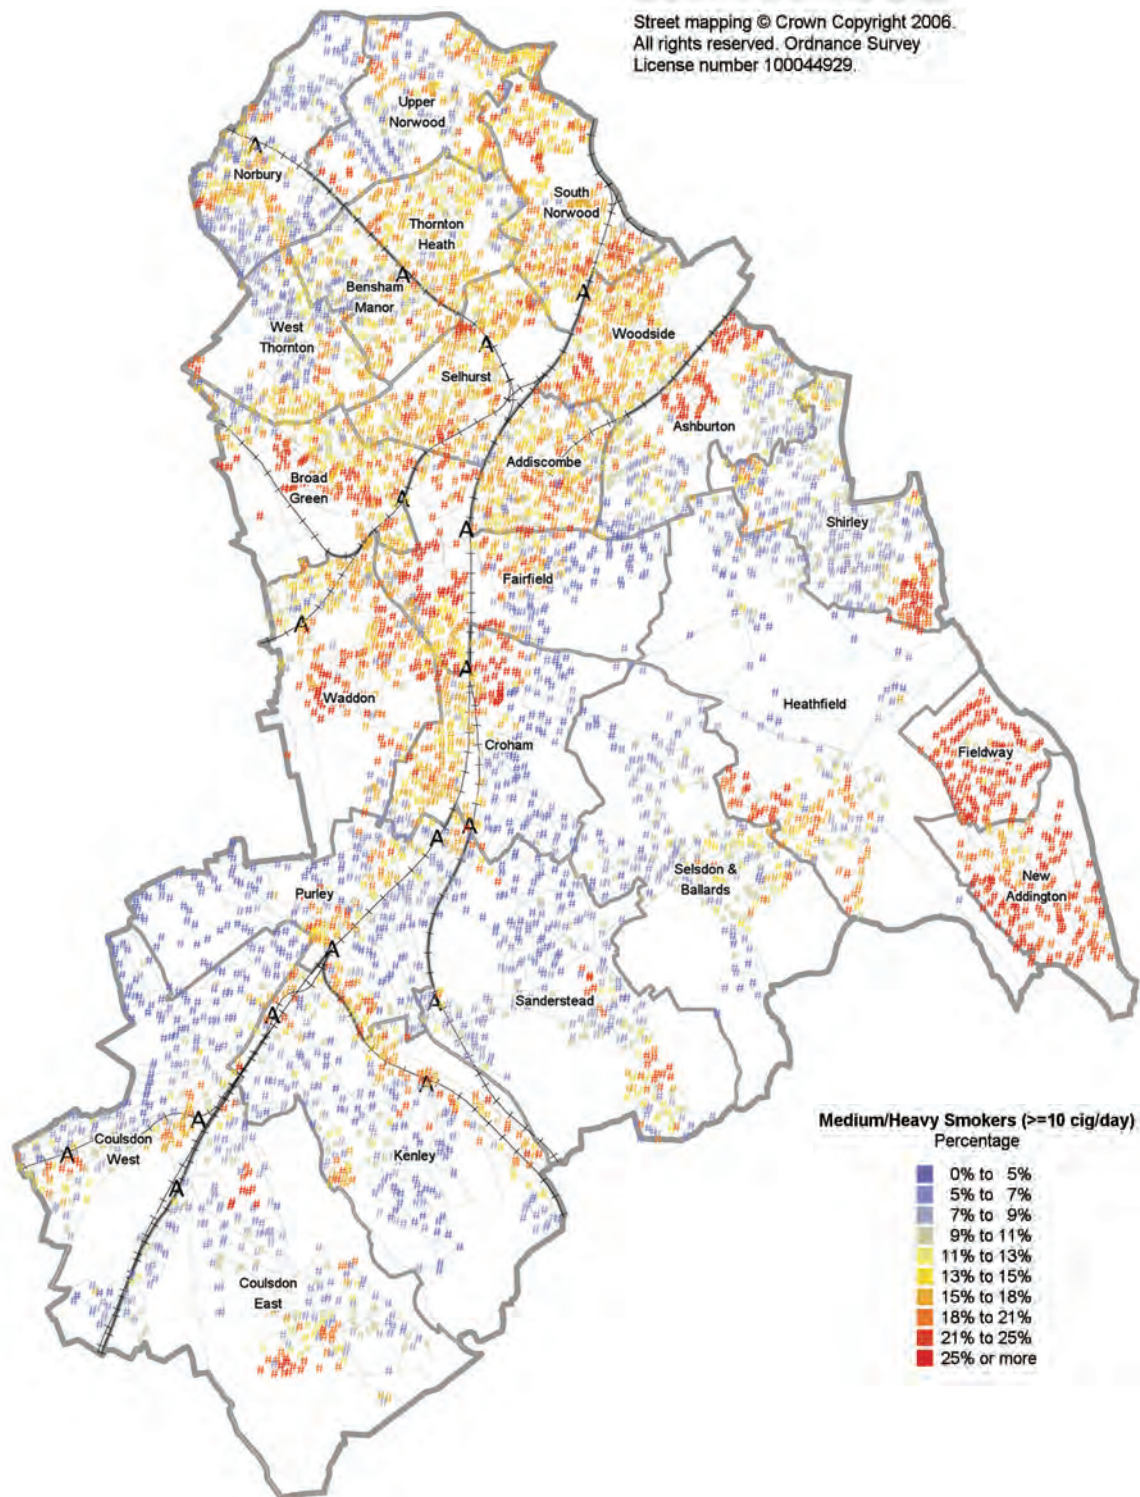 Street mapping © Crown Copyright 2006.
All rights reserved. Ordnance Survey
License number 100044929.
Upper
Norwood
Norbury
South
Norwood
Thornton
Heath
Bensham
Manor
West
Thornton
Woodside
Selhurst
Ashburton
Addiscombe
Broad
Green
Shirley
Fairfield
Waddon
Heathfield
Croham
Fieldway
Selsdon &
Ballards
New
Addington
Purley
Sanderstead
Coulsdon
West
Kenley
Coulsdon
East
Medium/Heavy Smokers (>=10 cig/day)
Percentage
0% to 5%
5% to 7%
7% to 9%
9% to 11%
11% to 13%
13% to 15%
15% to 18%
18% to 21%
21% to 25%
25% or more